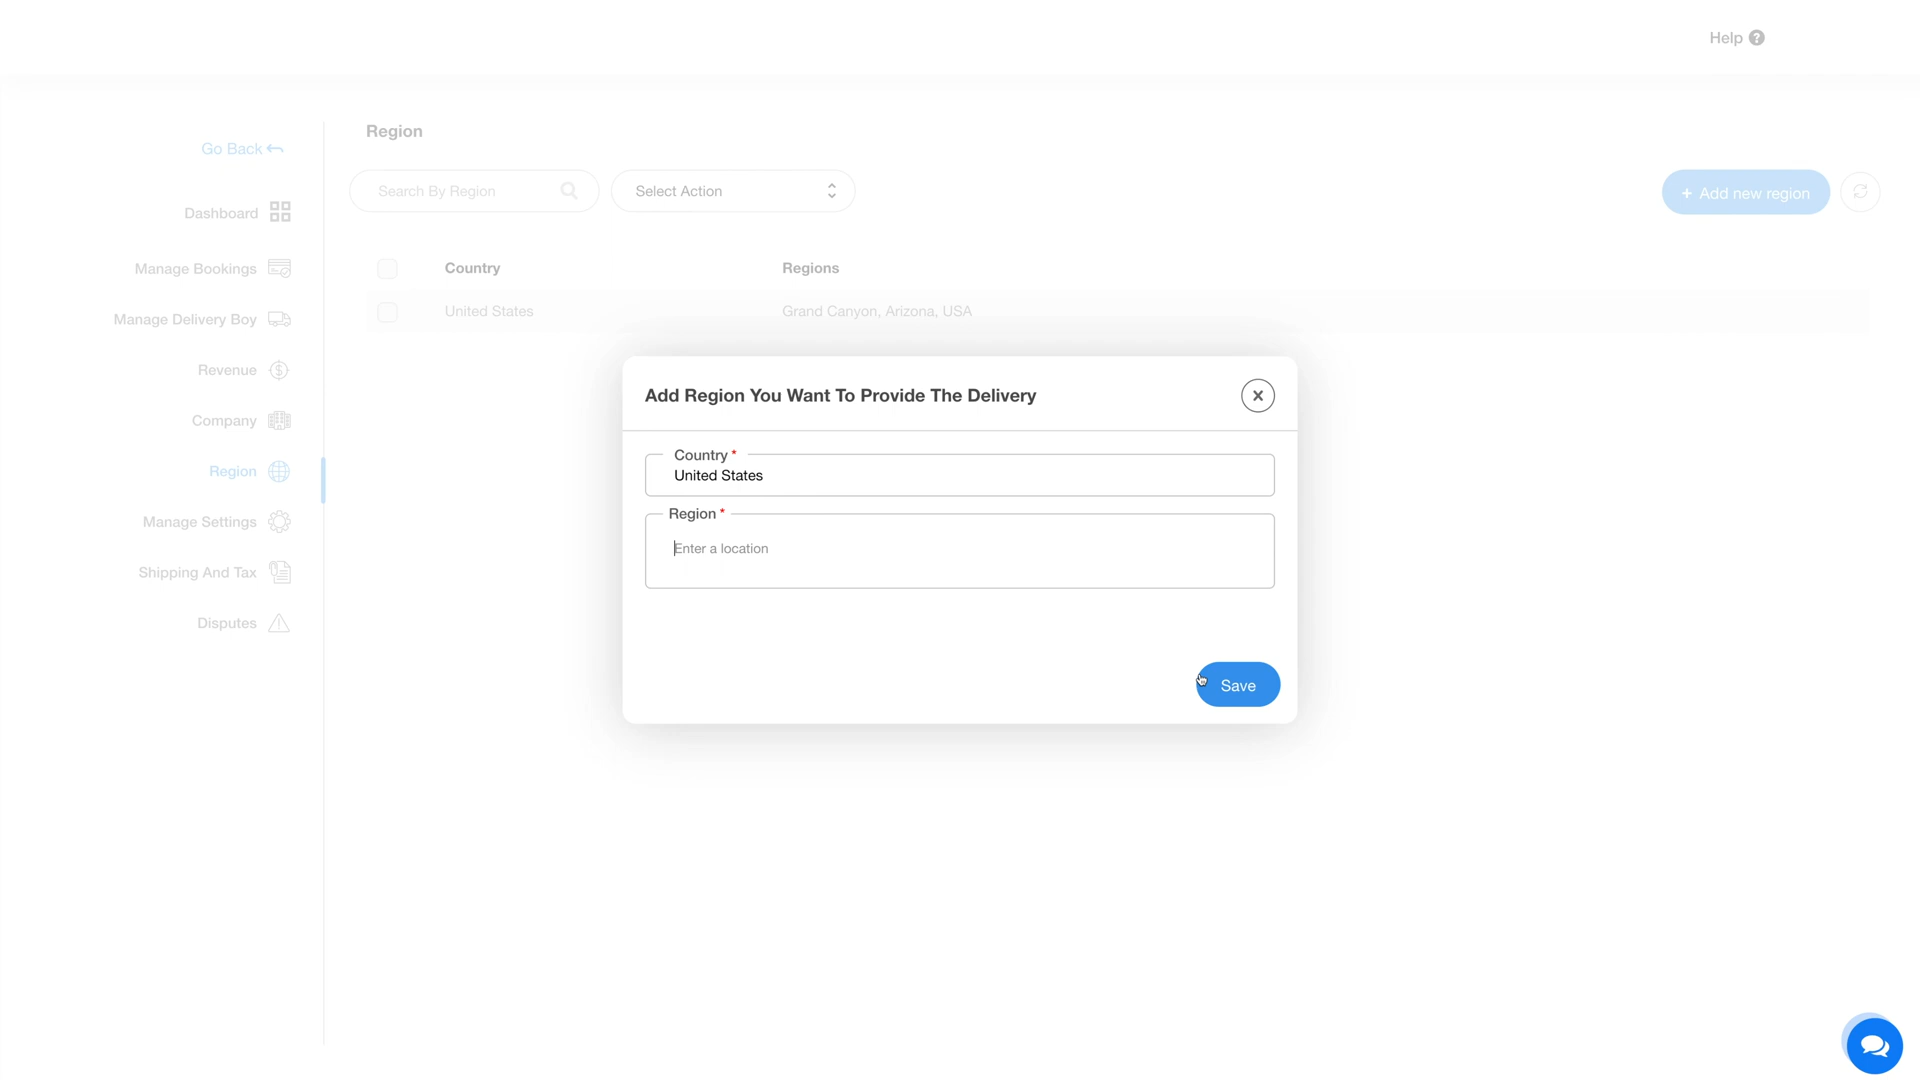 Help
Go Back
Dashboard
Manage Bookings
Manage Delivery Boy
Revenue
Company
Region
Manage Settings
Shipping And Tax
Disputes
Region
Search By Region
Select Action
+ Add new region
Country Regions
United States Grand Canyon, Arizona, USA
Add Region You Want To Provide The Delivery
Country *
United States
Region *
Enter a location
Save